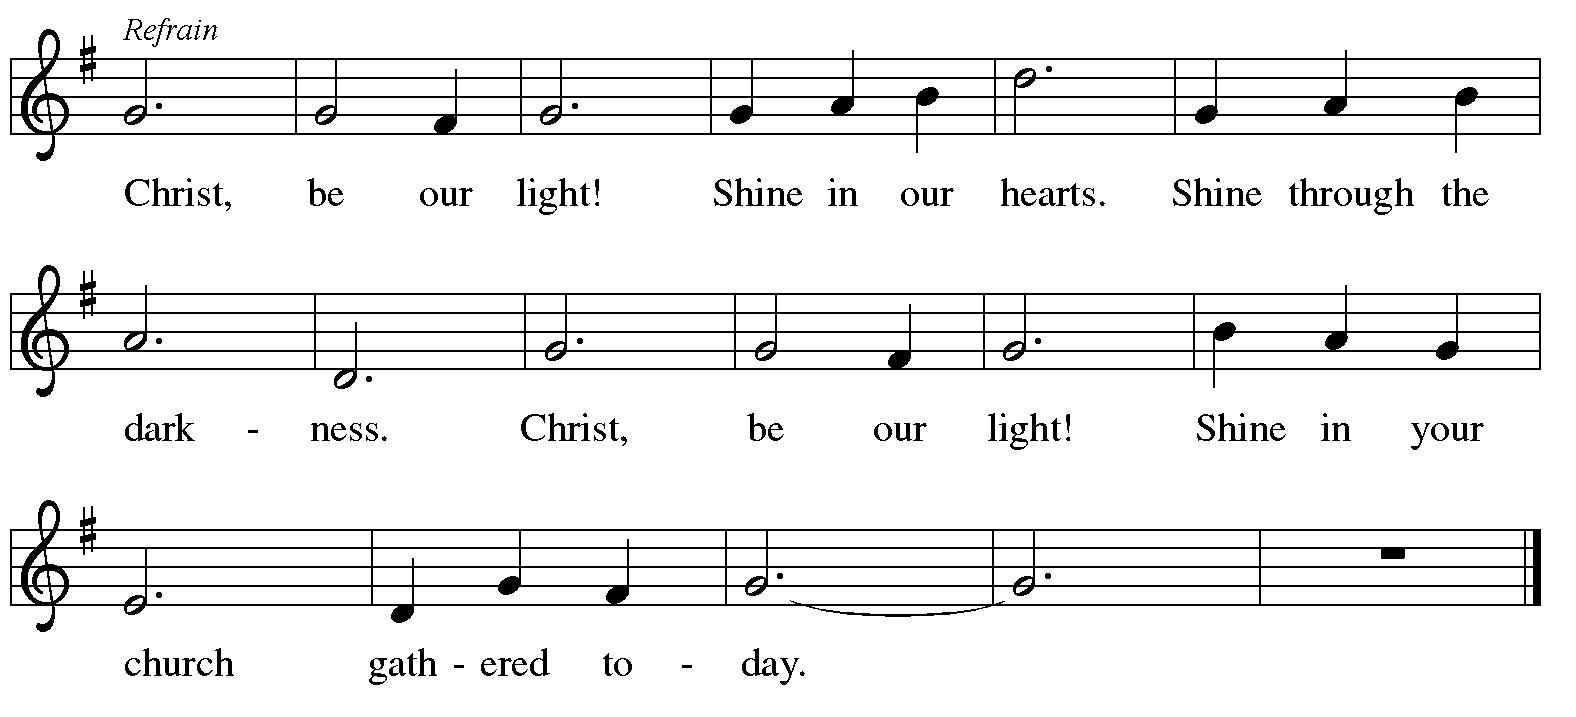 Refrain
Christ, be our light! Shine in our hearts. Shine through the
dark - ness. Christ, be our light! Shine in your
church gath - ered to - day.